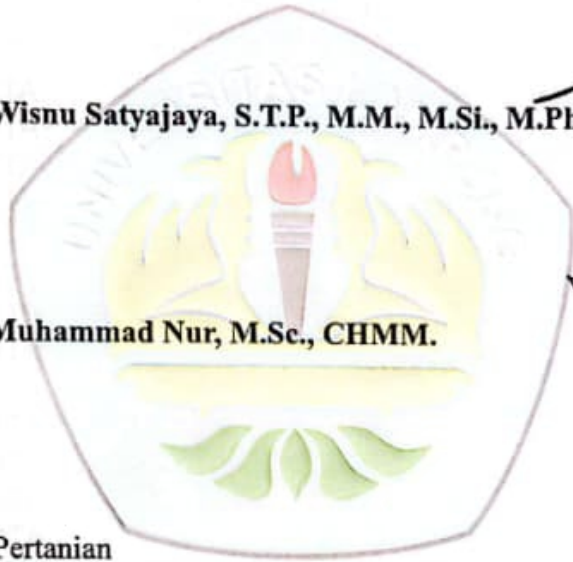 Wisnu Satyajaya, S.T.P., M.M., M.Si., M.Ph
Muhammad Nur, M.Sc., CHMM.
Pertanian